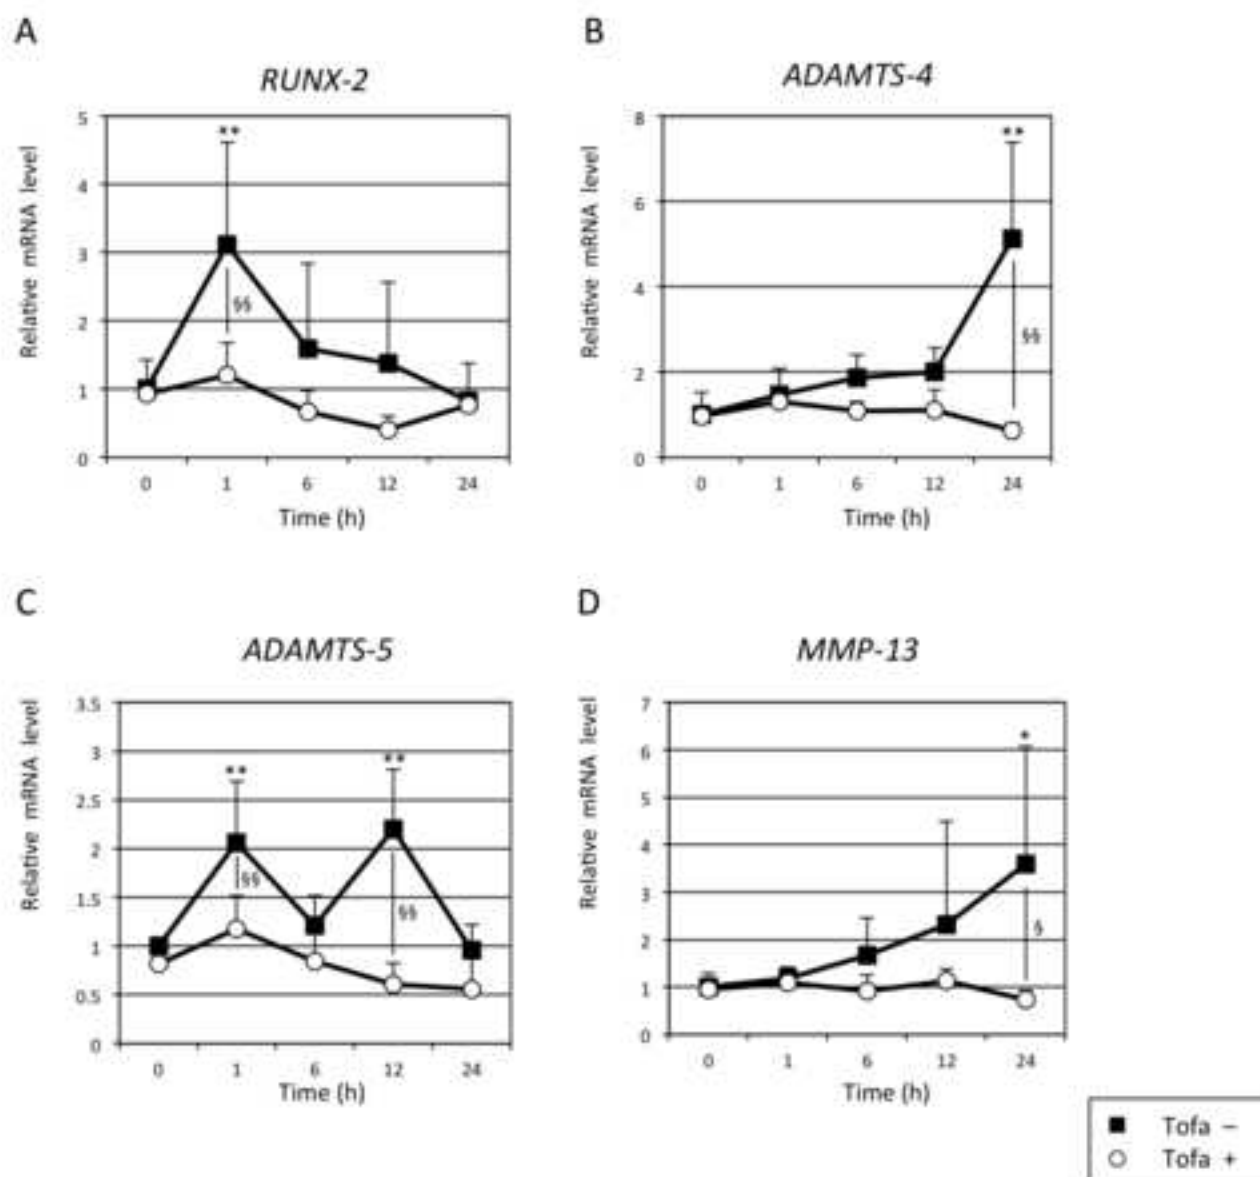 A
RUNX-2
Relative mRNA level
5
4
3
2
1
0
**
§§
0 1 6 12 24
Time (h)
B
ADAMTS-4
Relative mRNA level
8
6
4
2
0
**
§§
0 1 6 12 24
Time (h)
C
ADAMTS-5
Relative mRNA level
3.5
3
2.5
2
1.5
1
0.5
0
**
**
§§
§§
0 1 6 12 24
Time (h)
D
MMP-13
Relative mRNA level
7
6
5
4
3
2
1
0
*
§
0 1 6 12 24
Time (h)
Tofa –
Tofa +